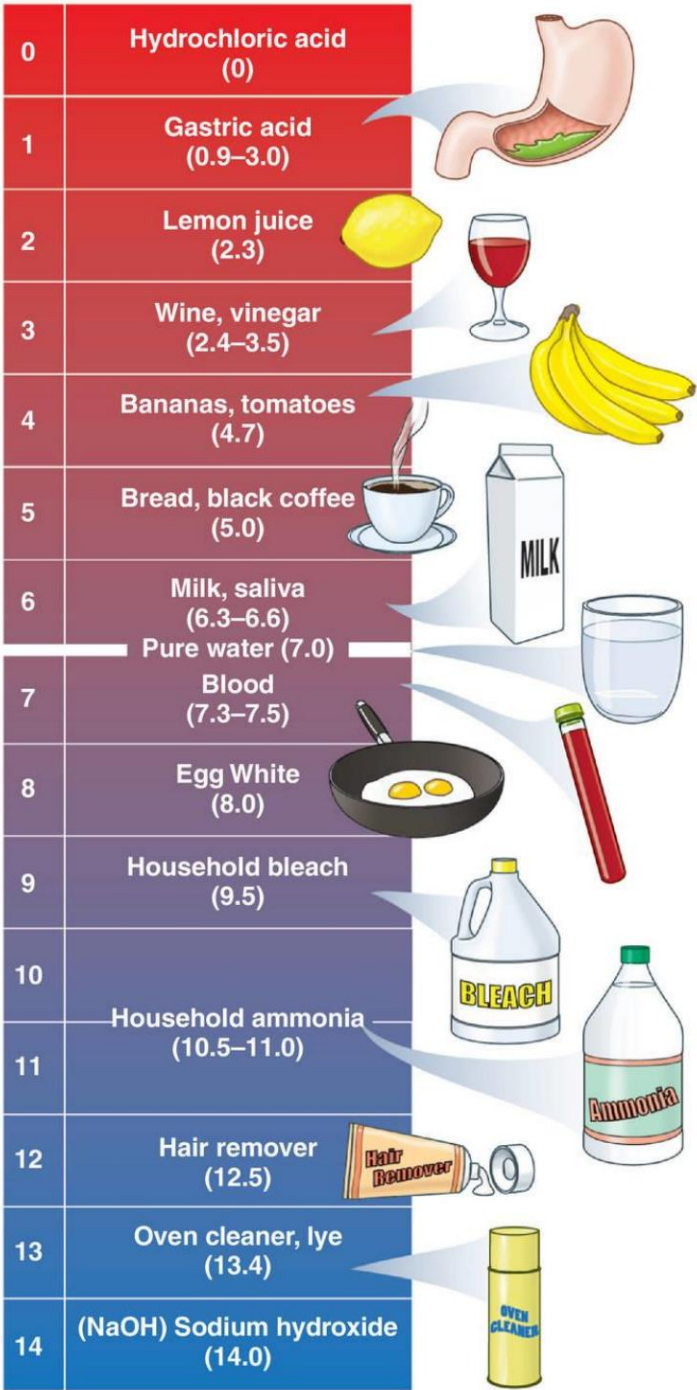 0
Hydrochloric acid
(0)
1
Gastric acid
(0.9–3.0)
2
Lemon juice
(2.3)
3
Wine, vinegar
(2.4–3.5)
4
Bananas, tomatoes
(4.7)
5
Bread, black coffee
(5.0)
MILK
6
Milk, saliva
(6.3–6.6)
Pure water (7.0)
7
Blood
(7.3–7.5)
8
Egg White
(8.0)
9
Household bleach
(9.5)
BLEACH
10
Household ammonia
(10.5–11.0)
11
Ammonia
12
Hair remover
(12.5)
Hair
Remover
13
Oven cleaner, lye
(13.4)
OVEN
CLEANER
14
(NaOH) Sodium hydroxide
(14.0)